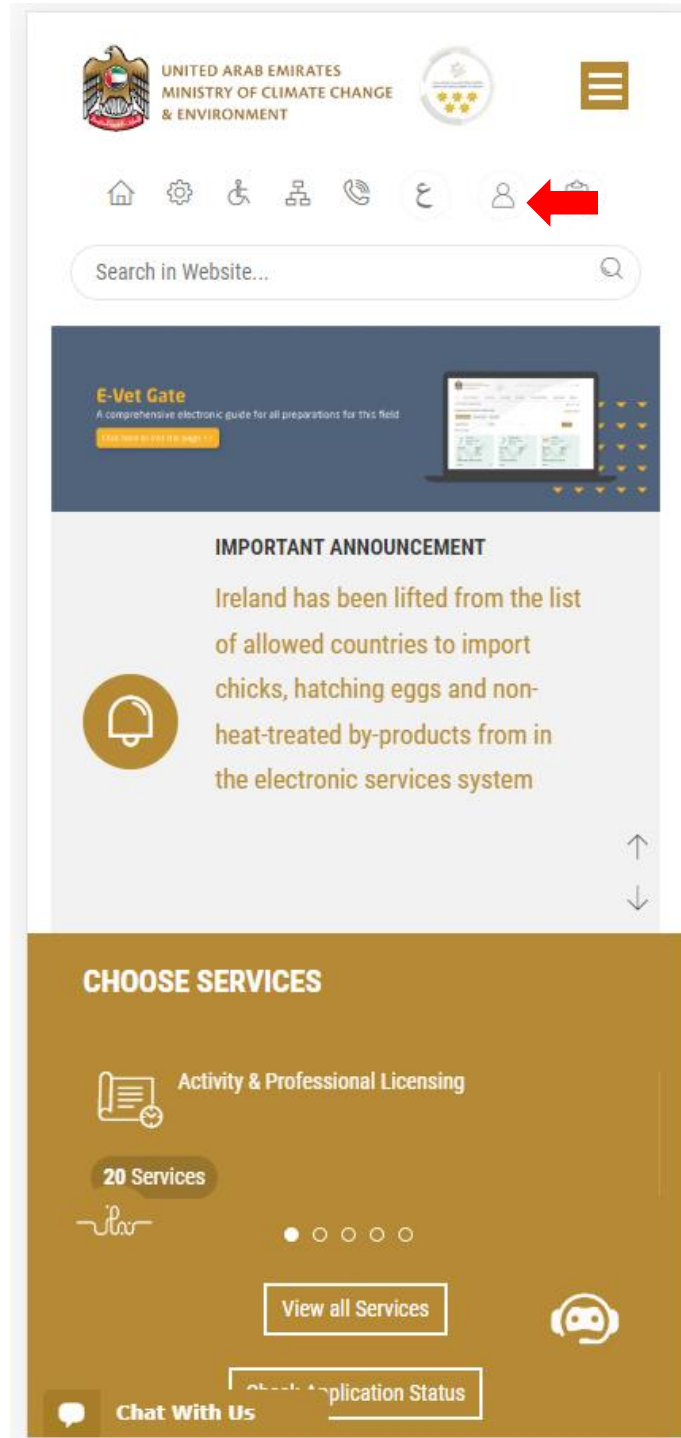 UNITED ARAB EMIRATES
MINISTRY OF CLIMATE CHANGE
& ENVIRONMENT
ع
Search in Website...
E-Vet Gate
A comprehensive electronic guide for all preparations for this field
IMPORTANT ANNOUNCEMENT
Ireland has been lifted from the list
of allowed countries to import
chicks, hatching eggs and non-
heat-treated by-products from in
the electronic services system
CHOOSE SERVICES
Activity & Professional Licensing
20 Services
View all Services
Application Status
Chat With Us